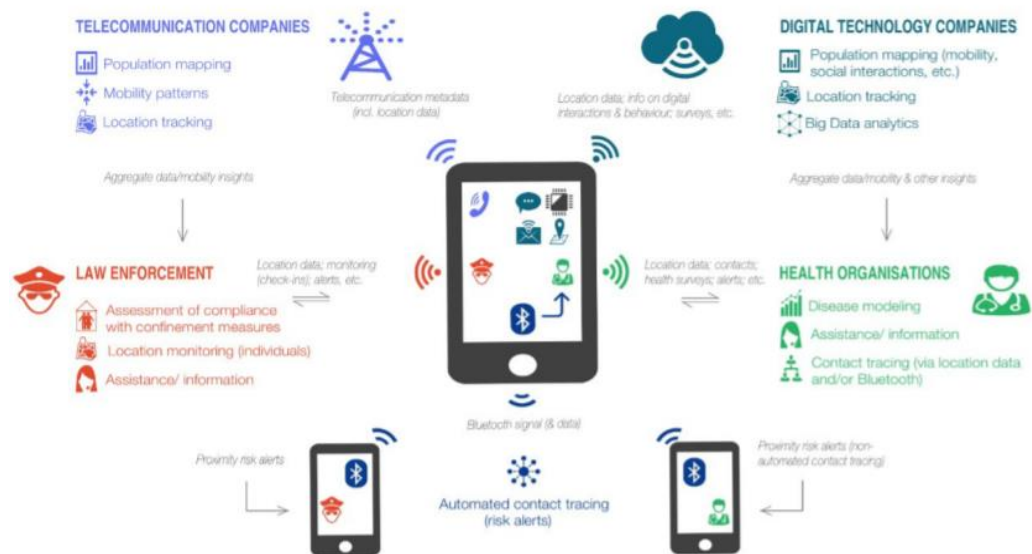 TELECOMMUNICATION COMPANIES
Population mapping
Mobility patterns
Location tracking
Telecommunication metadata
(incl. location data)
Location data; info on digital
interactions & behaviour; surveys, etc.
DIGITAL TECHNOLOGY COMPANIES
Population mapping (mobility,
social interactions, etc.)
Location tracking
Big Data analytics
Aggregate data/mobility insights
Aggregate data/mobility & other insights
LAW ENFORCEMENT
Assessment of compliance
with confinement measures
Location monitoring (individuals)
Assistance/ information
Location data; monitoring
(check-ins); alerts, etc.
Location data; contacts;
health surveys; alerts; etc.
HEALTH ORGANISATIONS
Disease modeling
Assistance/ information
Contact tracing (via location data
and/or Bluetooth)
Bluetooth signal (& data)
Proximity risk alerts
Automated contact tracing
(risk alerts)
Proximity risk alerts (non-
automated contact tracing)